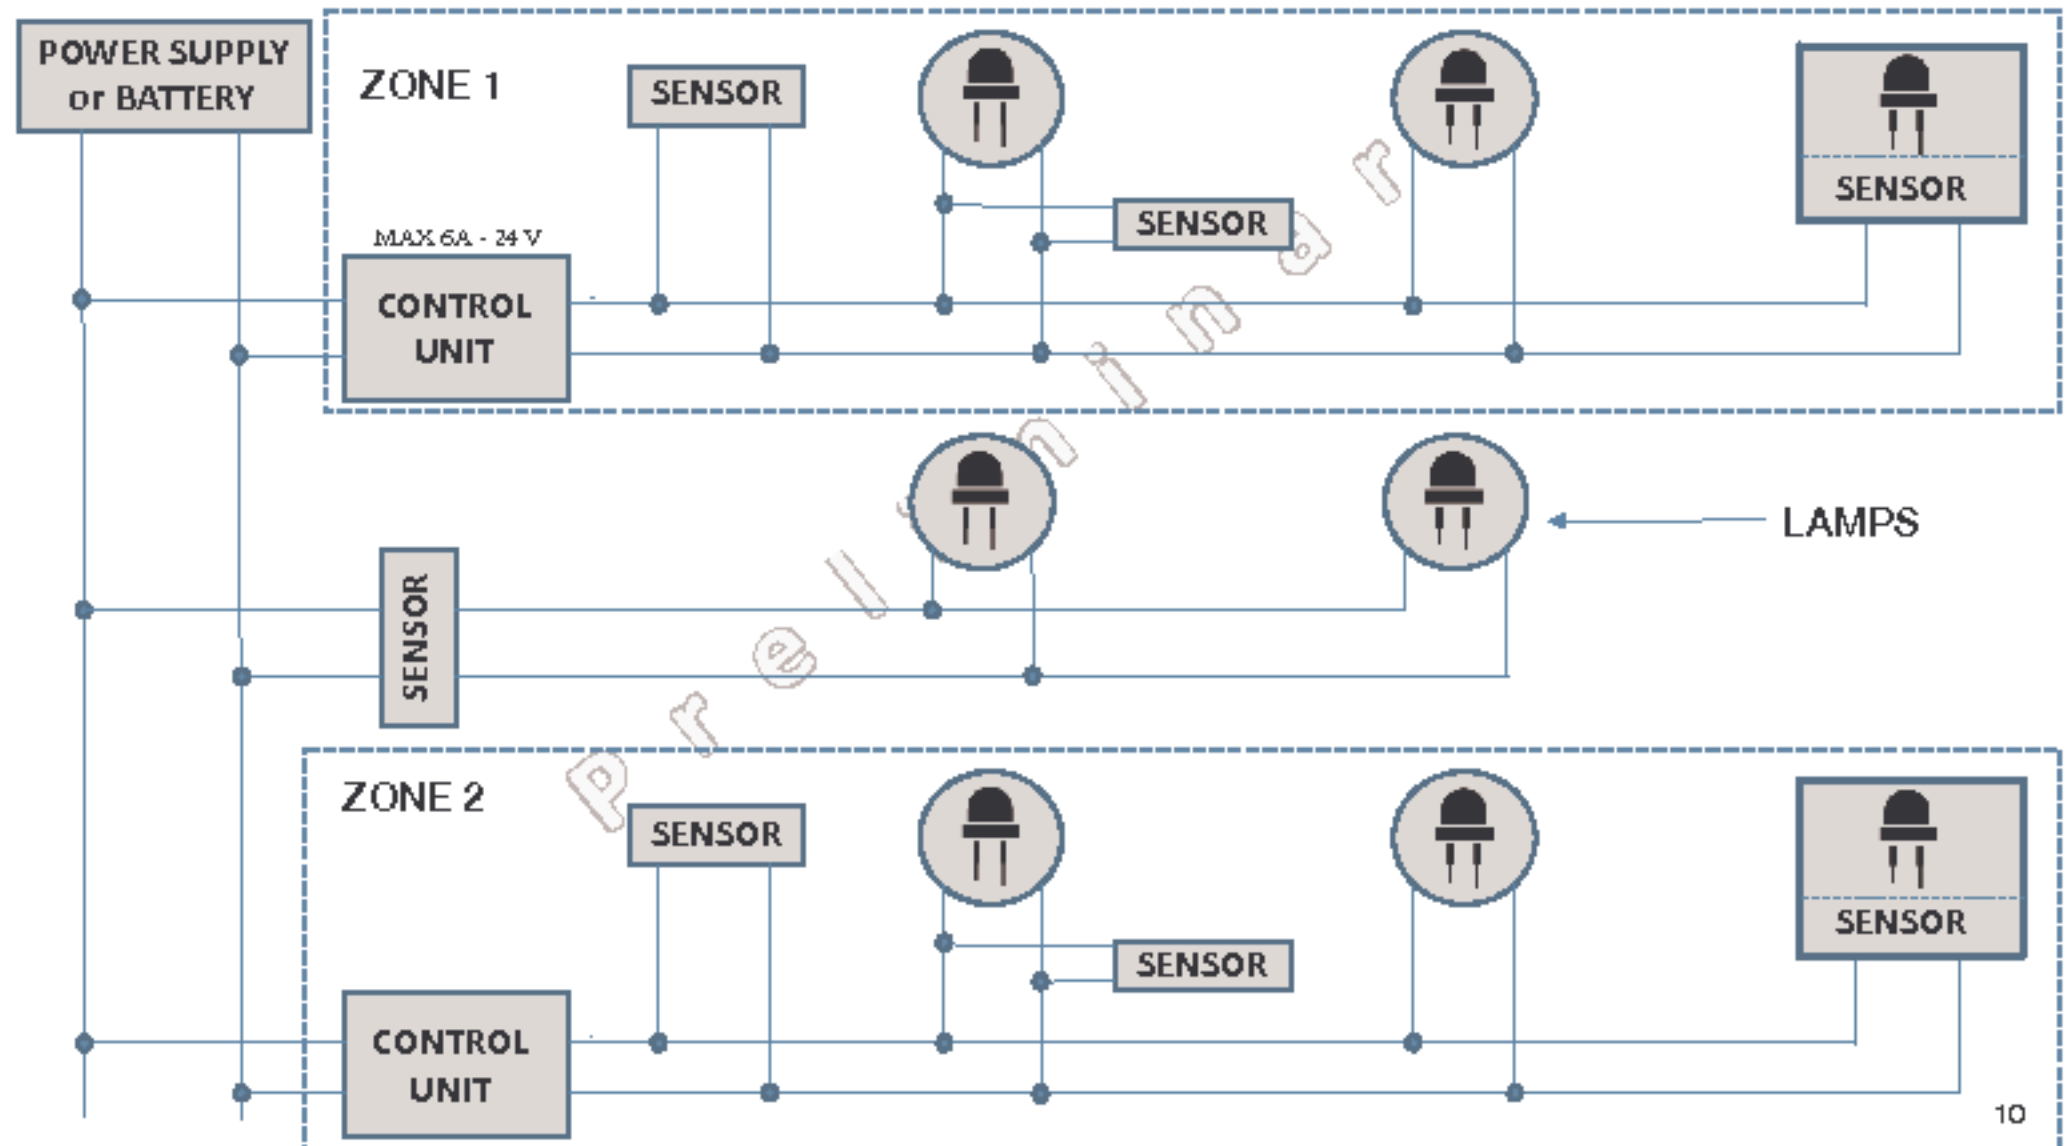 POWER SUPPLY
or BATTERY
ZONE 1
SENSOR
SENSOR
SENSOR
MAX 6A - 24 V
CONTROL
UNIT
LAMPS
SENSOR
Preliminar
ZONE 2
SENSOR
SENSOR
SENSOR
CONTROL
UNIT
10